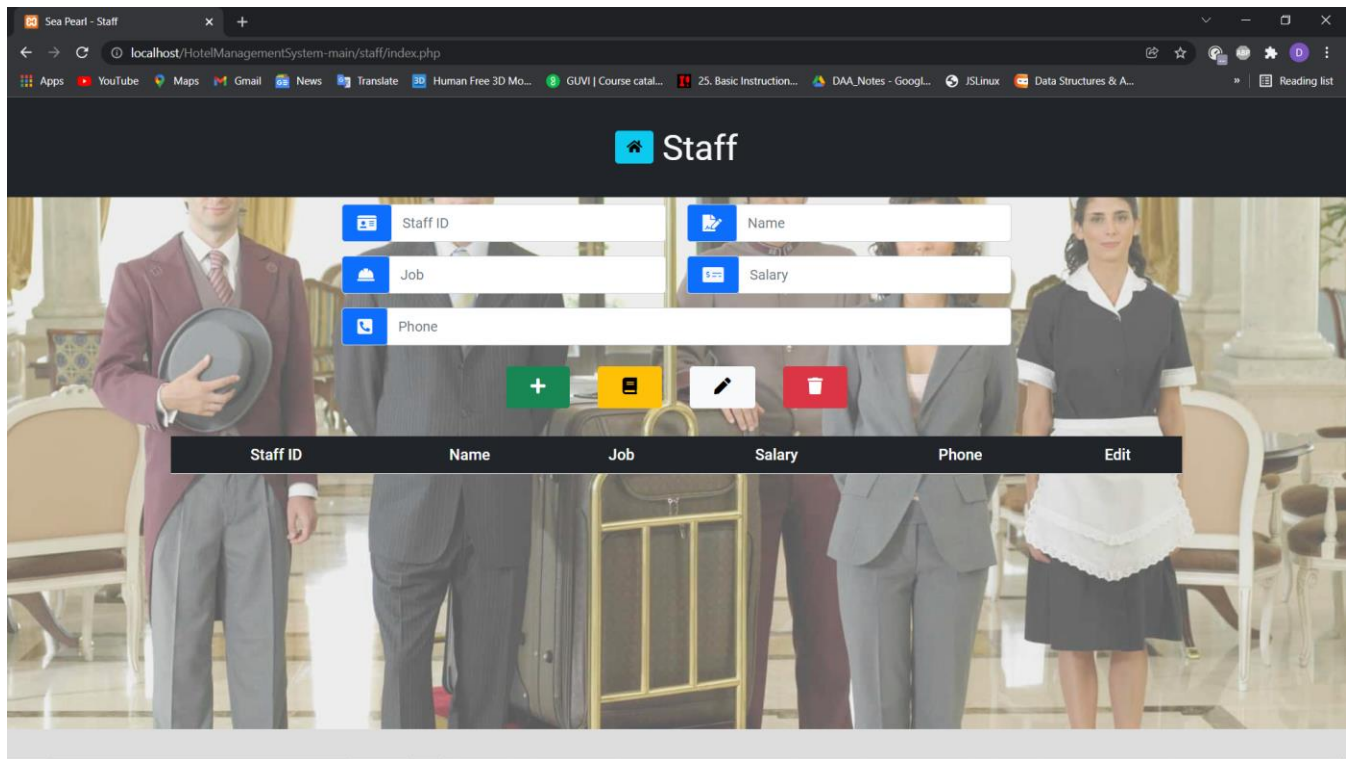 Sea Pearl - Staff
localhost/HotelManagementSystem-main/staff/index.php
ABP
D
Apps YouTube Maps Gmail News Translate 3D Human Free 3D Mo... GUVI | Course catal... 25. Basic Instruction... DAA_Notes - Googl... JSLinux Data Structures & A... » Reading list
Staff
Staff ID Name
Job Salary
Phone
Staff ID Name Job Salary Phone Edit